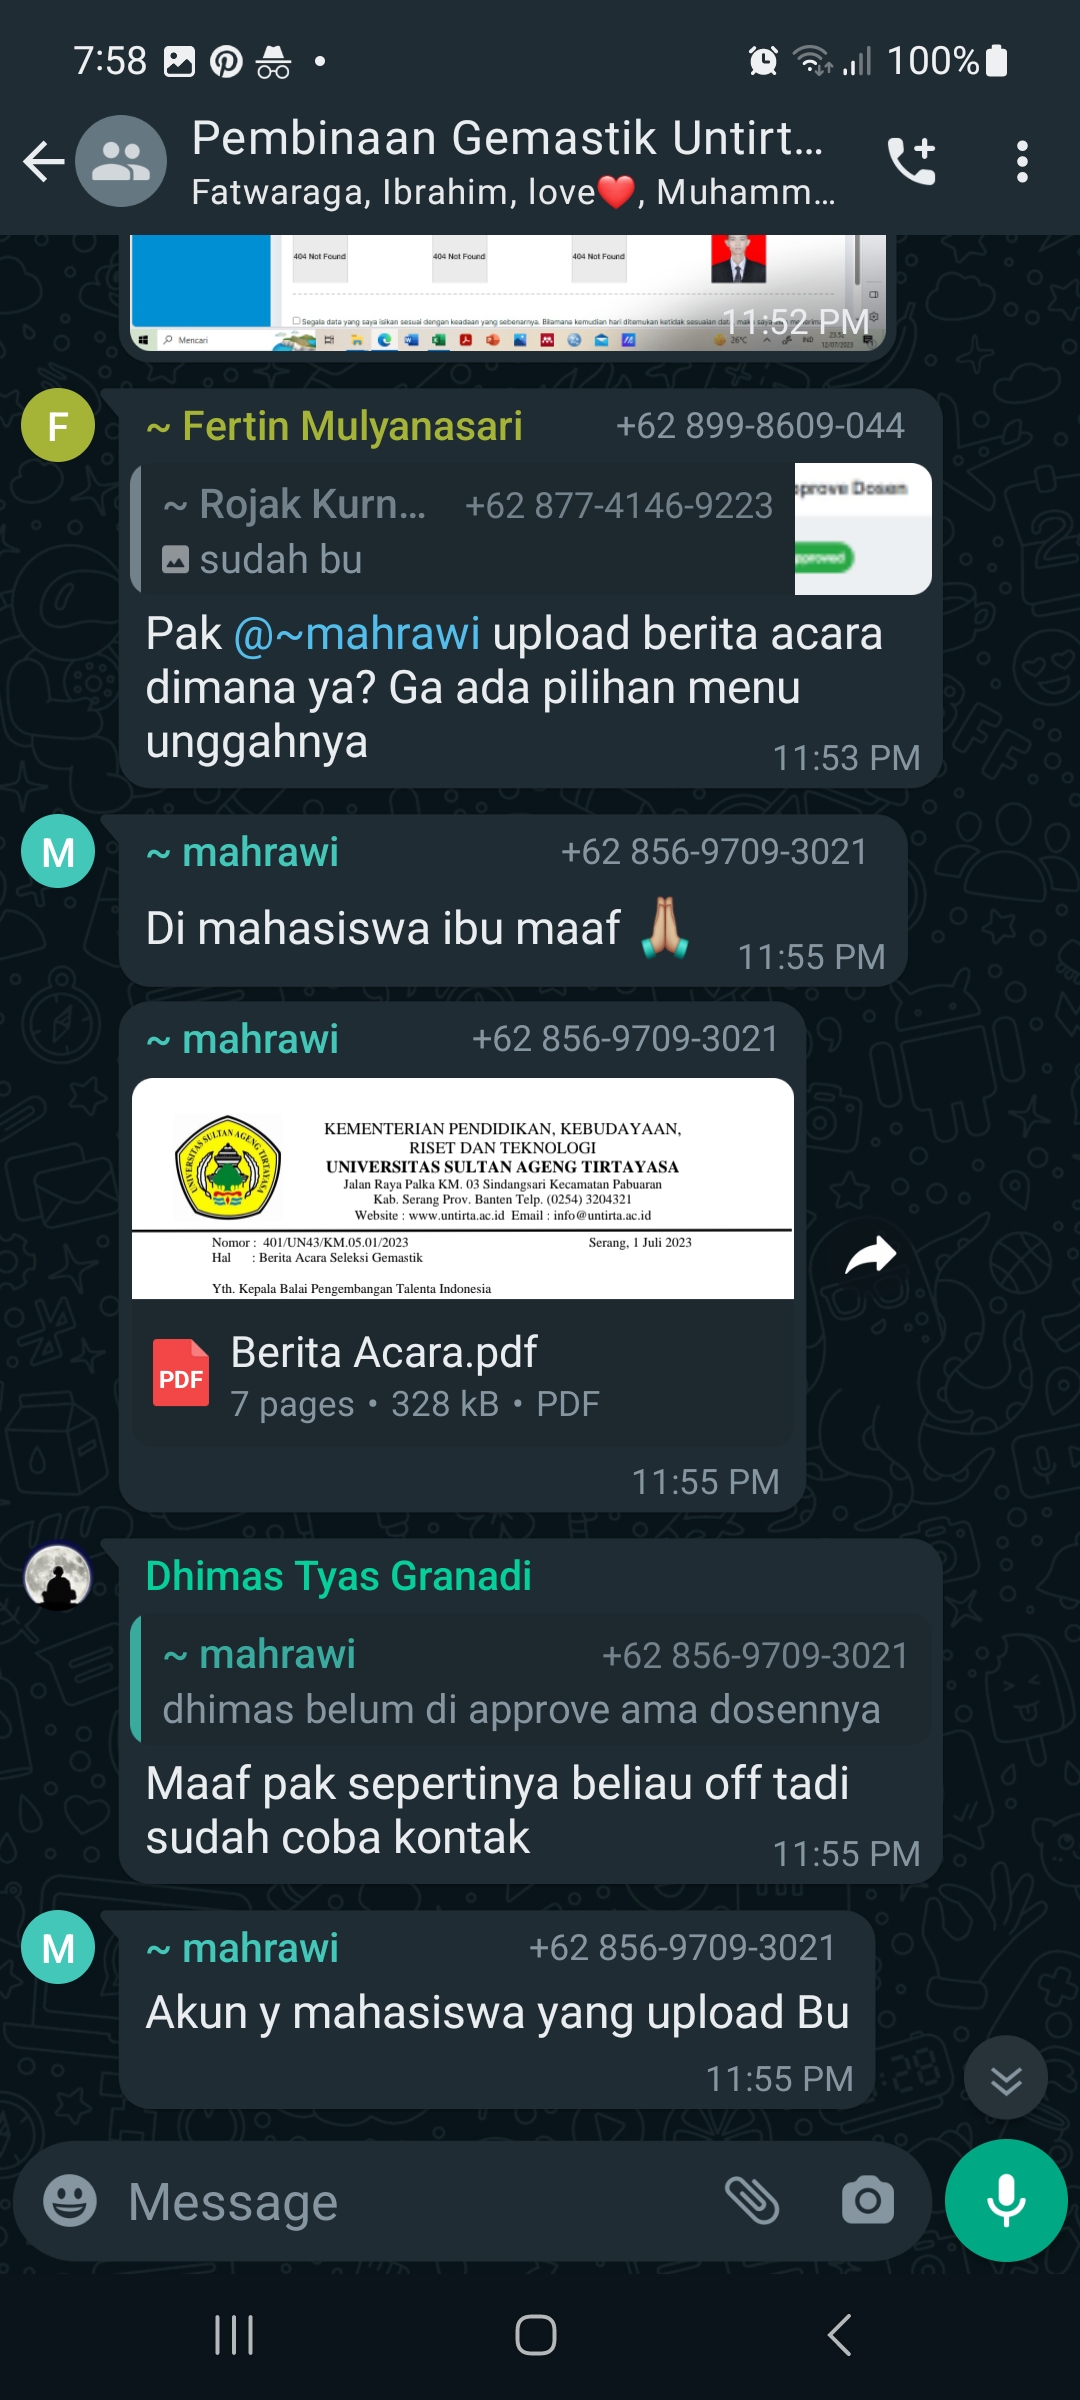 7:58
100%
Pembinaan Gemastik Untirt...
Fatwaraga, Ibrahim, love❤️, Muhamm...
404 Not Found 404 Not Found 404 Not Found
Segala data yang saya isikan sesuai dengan keadaan yang sebenarnya. Bilamana kemudian hari ditemukan ketidak sesuaian
11:52 PM
Mencari
26°C
IND
12/07/2023
F
~ Fertin Mulyanasari +62 899-8609-044
~ Rojak Kurn... +62 877-4146-9223
sudah bu
prove Dosen
pproved
Pak @~mahrawi upload berita acara
dimana ya? Ga ada pilihan menu
unggahnya
11:53 PM
M
~ mahrawi +62 856-9709-3021
Di mahasiswa ibu maaf 🙏🏼
11:55 PM
~ mahrawi +62 856-9709-3021
UNIVERSITAS SULTAN AGENG TIRTAYASA
KEMENTERIAN PENDIDIKAN, KEBUDAYAAN,
RISET DAN TEKNOLOGI
UNIVERSITAS SULTAN AGENG TIRTAYASA
Jalan Raya Palka KM. 03 Sindangsari Kecamatan Pabuaran
Kab. Serang Prov. Banten Telp. (0254) 3204321
Website : www.untirta.ac.id Email : info@untirta.ac.id
Nomor : 401/UN43/KM.05.01/2023 Serang, 1 Juli 2023
Hal : Berita Acara Seleksi Gemastik
Yth. Kepala Balai Pengembangan Talenta Indonesia
PDF
Berita Acara.pdf
7 pages • 328 kB • PDF
11:55 PM
Dhimas Tyas Granadi
~ mahrawi +62 856-9709-3021
dhimas belum di approve ama dosennya
Maaf pak sepertinya beliau off tadi
sudah coba kontak
11:55 PM
M
~ mahrawi +62 856-9709-3021
Akun y mahasiswa yang upload Bu
11:55 PM
Message